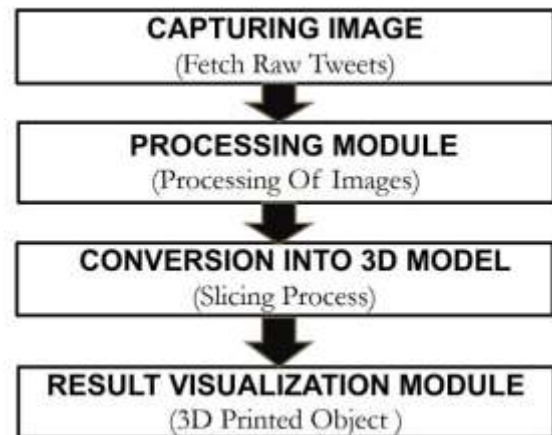 CAPTURING IMAGE
(Fetch Raw Tweets)
PROCESSING MODULE
(Processing Of Images)
CONVERSION INTO 3D MODEL
(Slicing Process)
RESULT VISUALIZATION MODULE
(3D Printed Object )